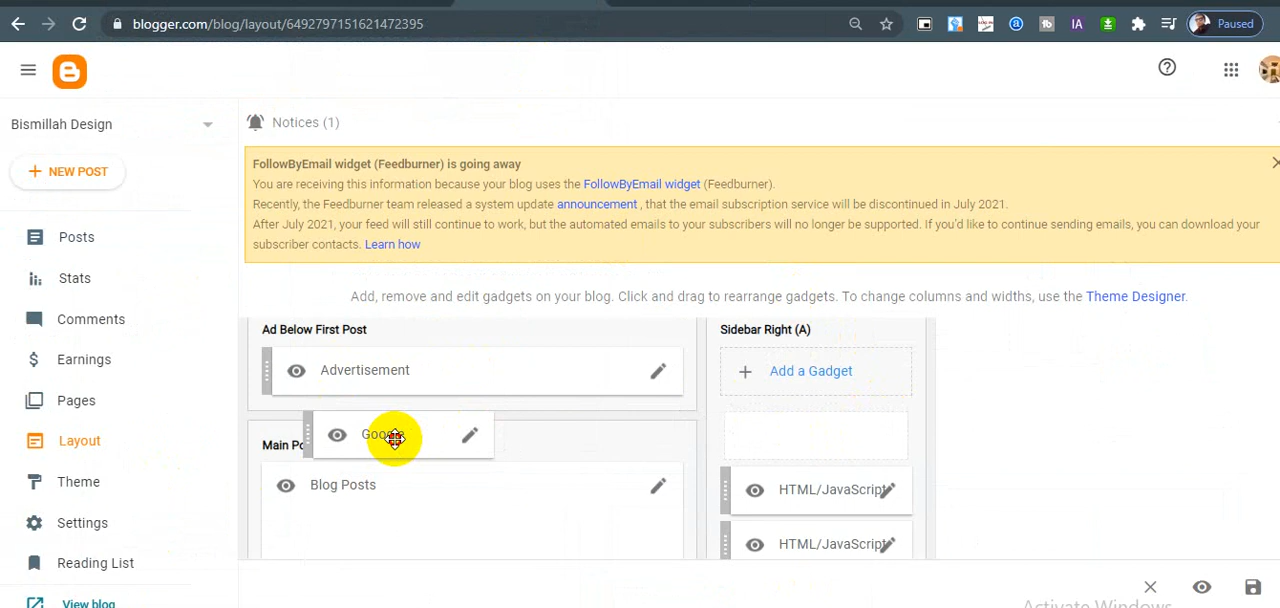 blogger.com/blog/layout/6492797151621472395
IA
Paused
Bismillah Design
Notices (1)
NEW POST
FollowByEmail widget (Feedburner) is going away
You are receiving this information because your blog uses the FollowByEmail widget (Feedburner).
Recently, the Feedburner team released a system update announcement , that the email subscription service will be discontinued in July 2021.
After July 2021, your feed will still continue to work, but the automated emails to your subscribers will no longer be supported. If you'd like to continue sending emails, you can download your
subscriber contacts. Learn how
Posts
Stats
Comments
Earnings
Pages
Layout
Theme
Settings
Reading List
View blog
Add, remove and edit gadgets on your blog. Click and drag to rearrange gadgets. To change columns and widths, use the Theme Designer.
Ad Below First Post
Advertisement
Main
Blog Posts
Sidebar Right (A)
Add a Gadget
HTML/JavaScript
HTML/JavaScript
Activate Windows